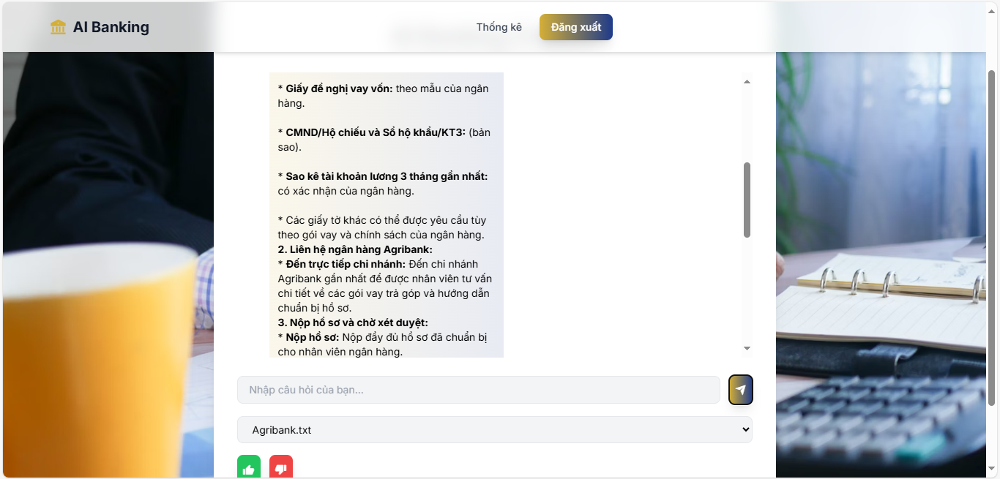 AI Banking
Thống kê
Đăng xuất
* Giấy đề nghị vay vốn: theo mẫu của ngân
hàng.
* CMND/Hộ chiếu và Sổ hộ khẩu/KT3: (bản
sao).
* Sao kê tài khoản lương 3 tháng gần nhất:
có xác nhận của ngân hàng.
* Các giấy tờ khác có thể được yêu cầu tùy
theo gói vay và chính sách của ngân hàng.
2. Liên hệ ngân hàng Agribank:
* Đến trực tiếp chi nhánh: Đến chi nhánh
Agribank gần nhất để được nhân viên tư vấn
chi tiết về các gói vay trả góp và hướng dẫn
chuẩn bị hồ sơ.
3. Nộp hồ sơ và chờ xét duyệt:
* Nộp hồ sơ: Nộp đầy đủ hồ sơ đã chuẩn bị
cho nhân viên ngân hàng.
Nhập câu hỏi của bạn...
Agribank.txt